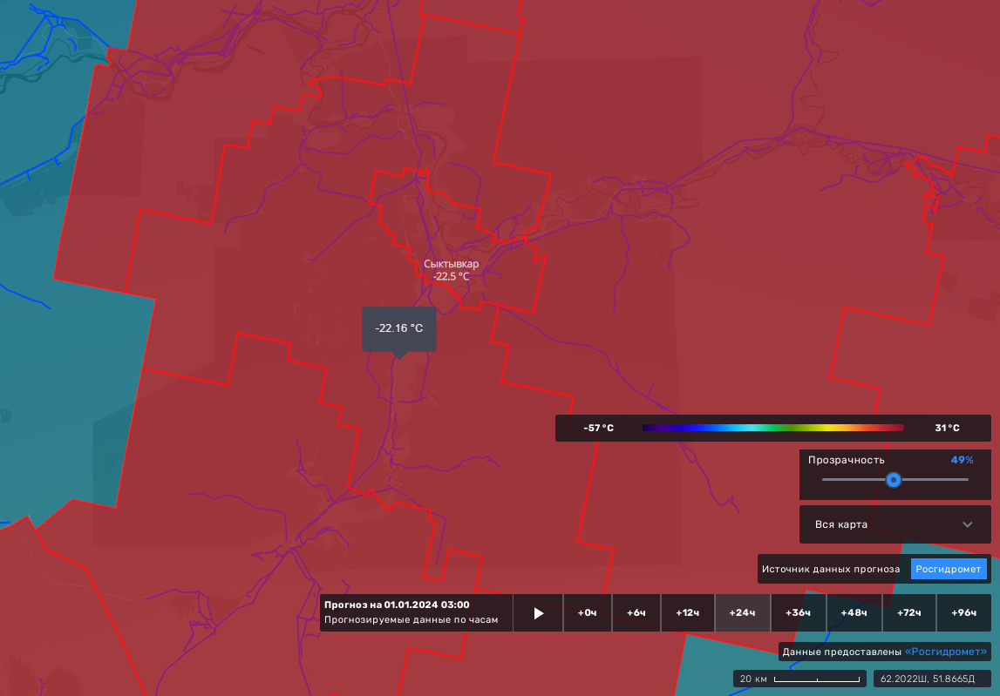 Сыктывкар
-22.5 °C
-22.16 °C
-57°C 31°C
Прозрачность 49%
Вся карта
Источник данных прогноза Росгидромет
Прогноз на 01.01.2024 03:00
Прогнозируемые данные по часам
+0ч +6ч +12ч +24ч +36ч +48ч +72ч +96ч
Данные предоставлены «Росгидромет»
20 км 62.2022Ш, 51.8665Д